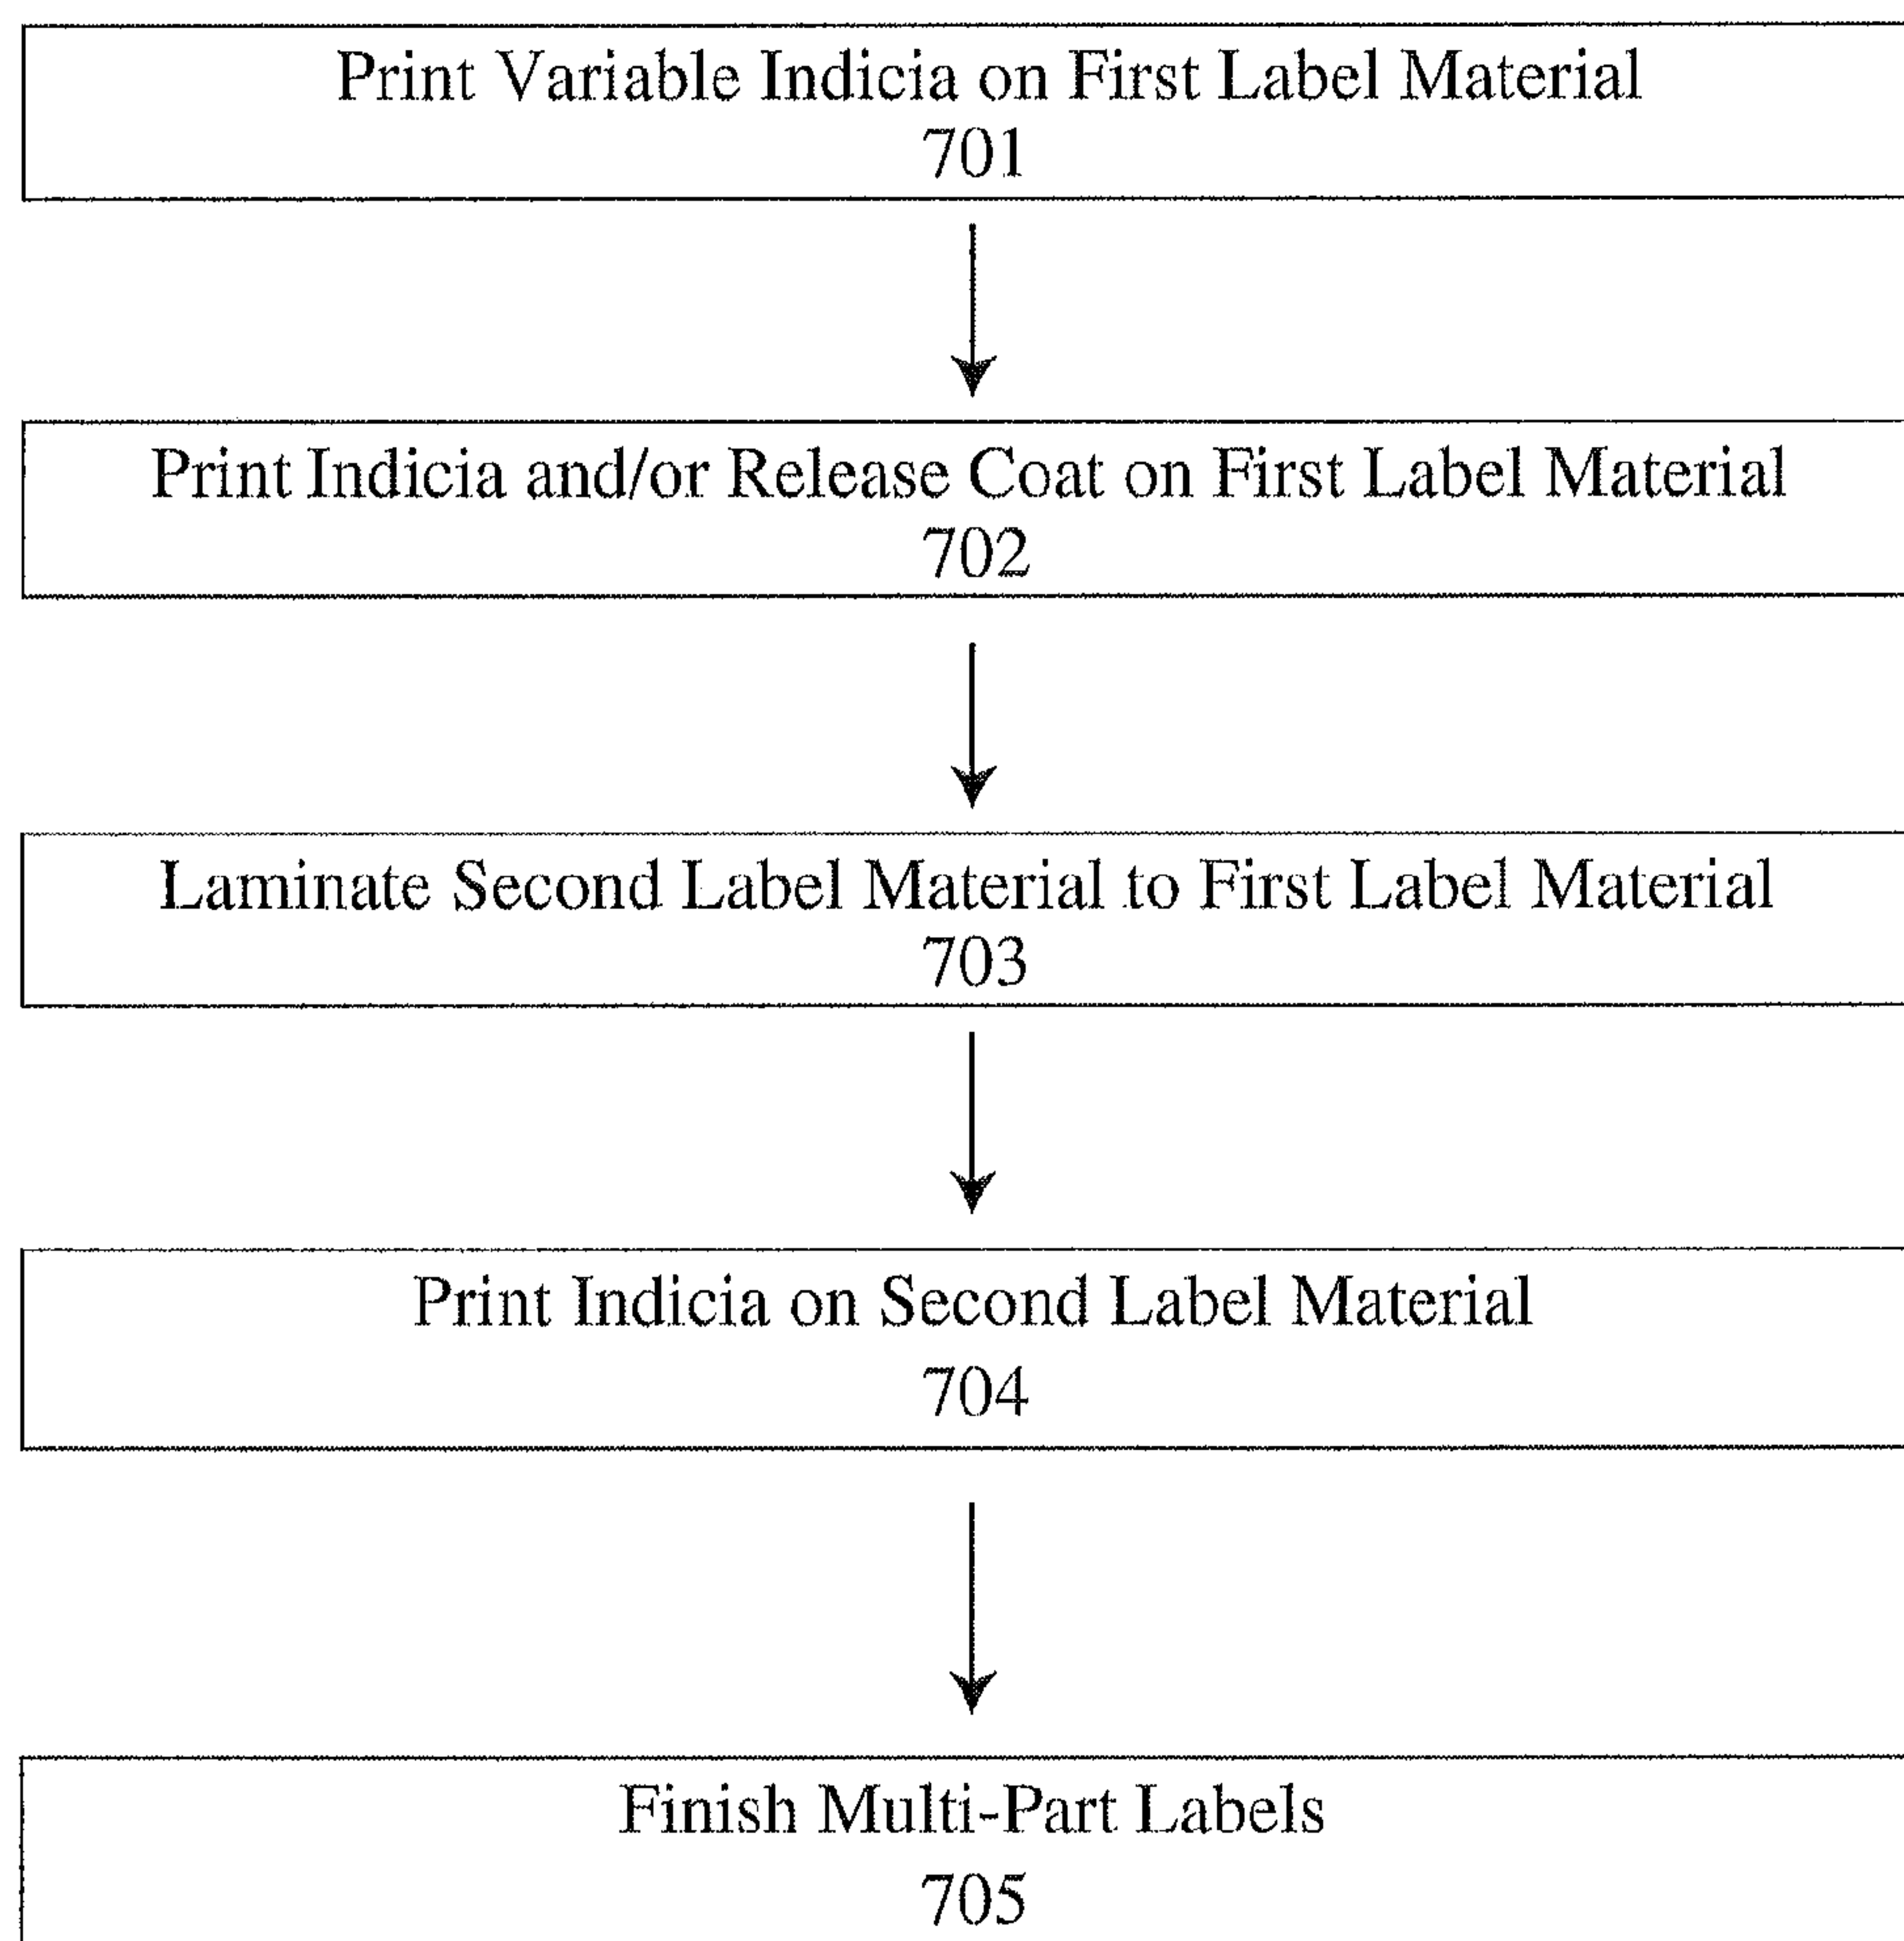 Print Variable Indicia on First Label Material
701
Print Indicia and/or Release Coat on First Label Material
702
Laminate Second Label Material to First Label Material
703
Print Indicia on Second Label Material
704
Finish Multi-Part Labels
705